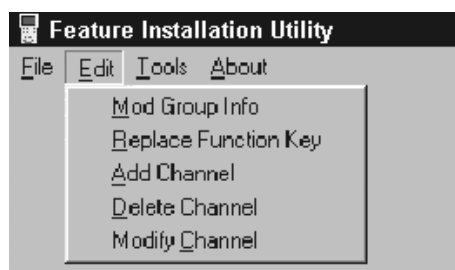 Feature Installation Utility
File Edit Tools About
Mod Group Info
Replace Function Key
Add Channel
Delete Channel
Modify Channel